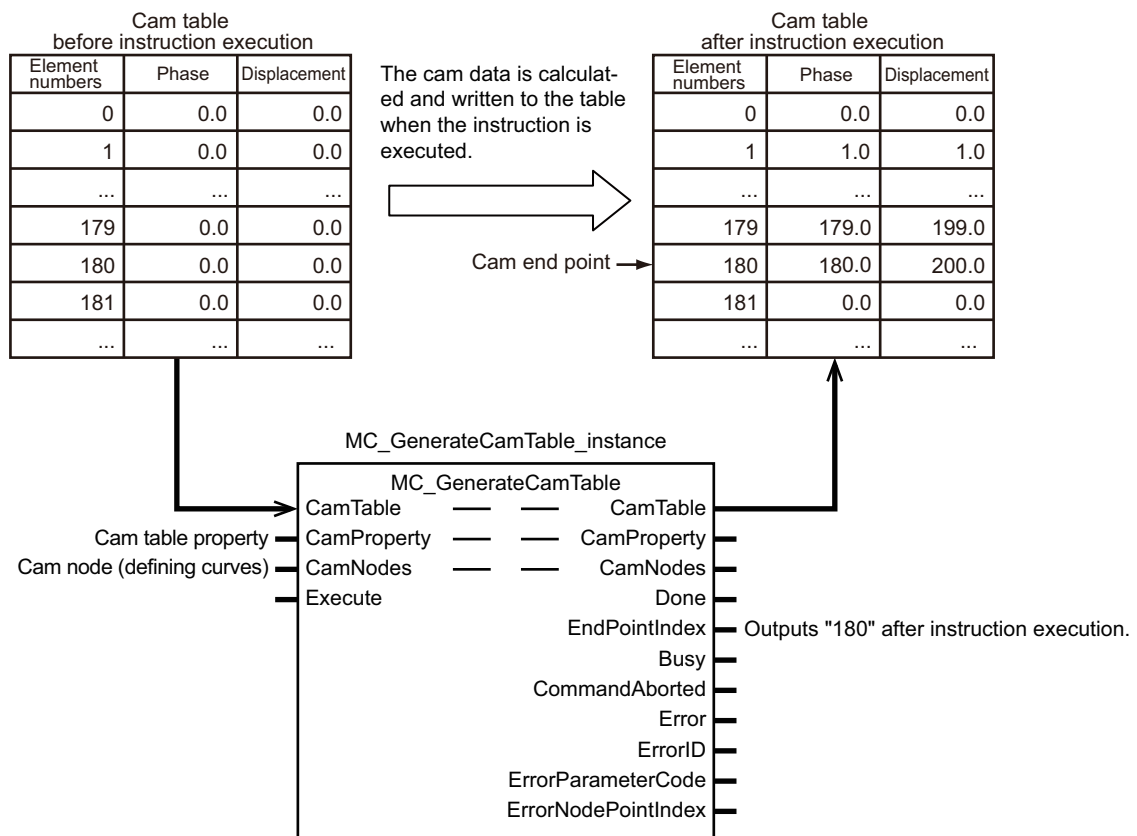 Cam table
before instruction execution
Element numbers Phase Displacement
0 0.0 0.0
1 0.0 0.0
... ... ...
179 0.0 0.0
180 0.0 0.0
181 0.0 0.0
... ... ...
The cam data is calculat-
ed and written to the table
when the instruction is
executed.
Cam end point
Cam table
after instruction execution
Element numbers Phase Displacement
0 0.0 0.0
1 1.0 1.0
... ... ...
179 179.0 199.0
180 180.0 200.0
181 0.0 0.0
... ... ...
MC_GenerateCamTable_instance
MC_GenerateCamTable
CamTable CamTable
Cam table property CamProperty CamProperty
Cam node (defining curves) CamNodes CamNodes
Execute Done
EndPointIndex Outputs "180" after instruction execution.
Busy
CommandAborted
Error
ErrorID
ErrorParameterCode
ErrorNodePointIndex